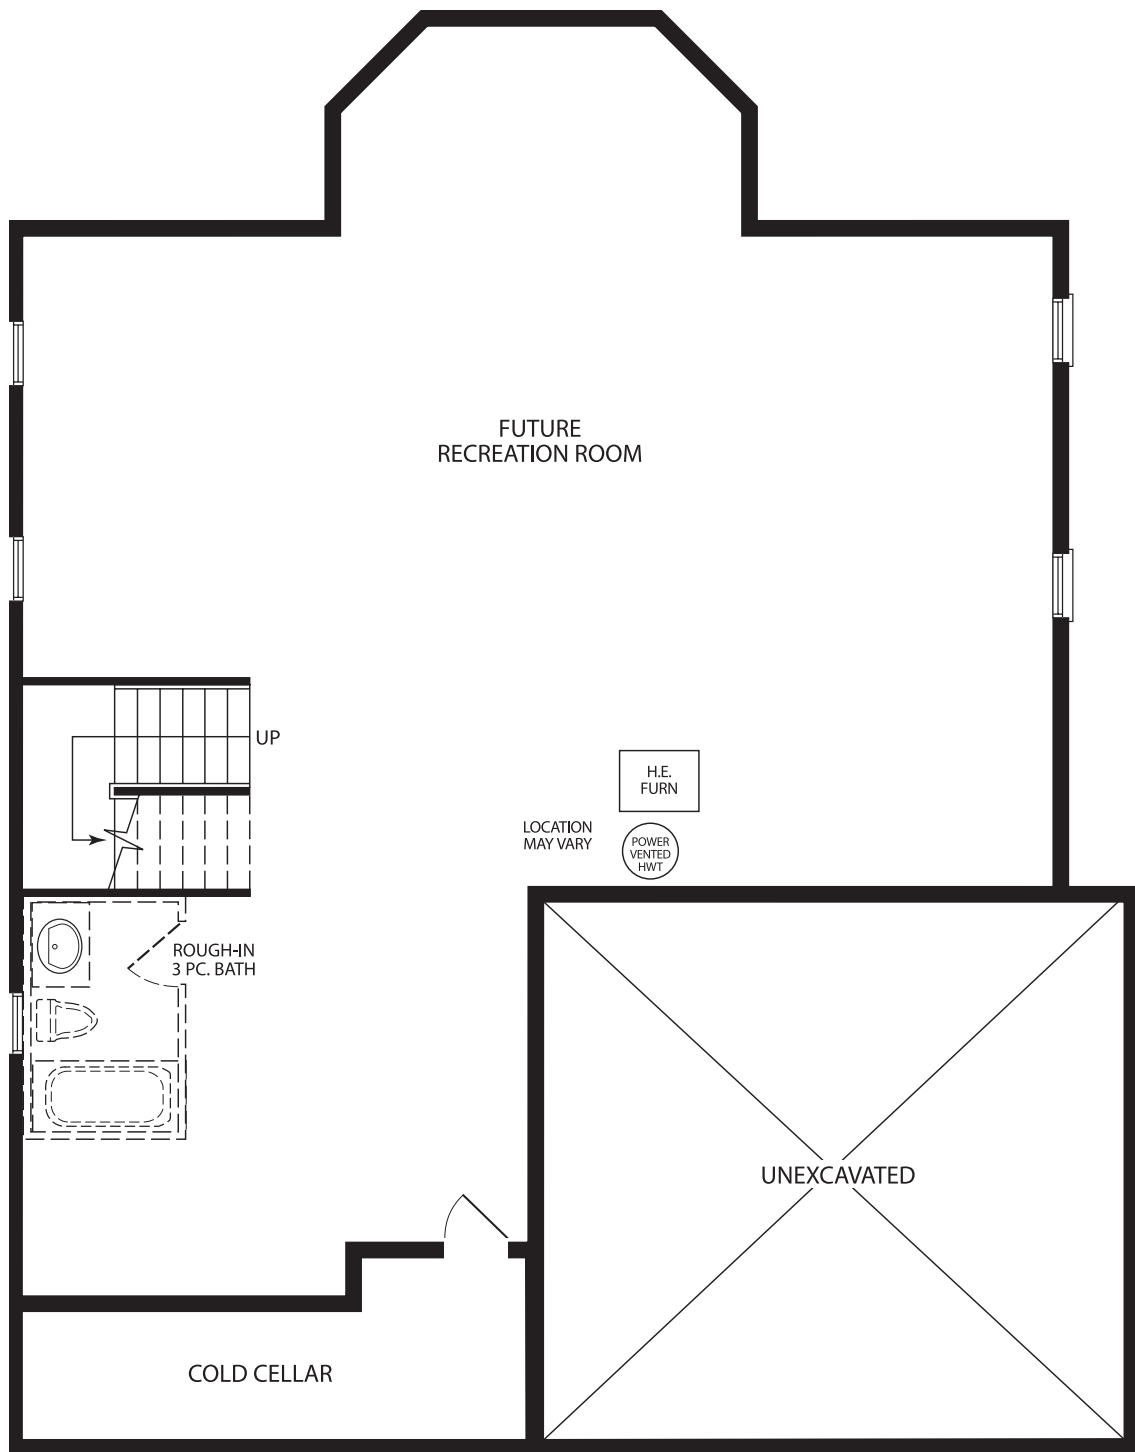 FUTURE
RECREATION ROOM
UP
H.E.
FURN
LOCATION
MAY VARY
POWER
VENTED
HWT
ROUGH-IN
3 PC. BATH
UNEXCAVATED
COLD CELLAR